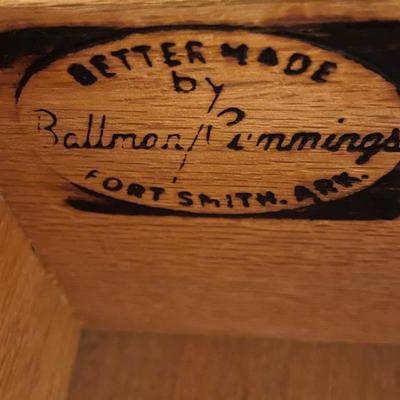 BETTER MADE
by
Ballman/Cummings
FORT SMITH. ARK.